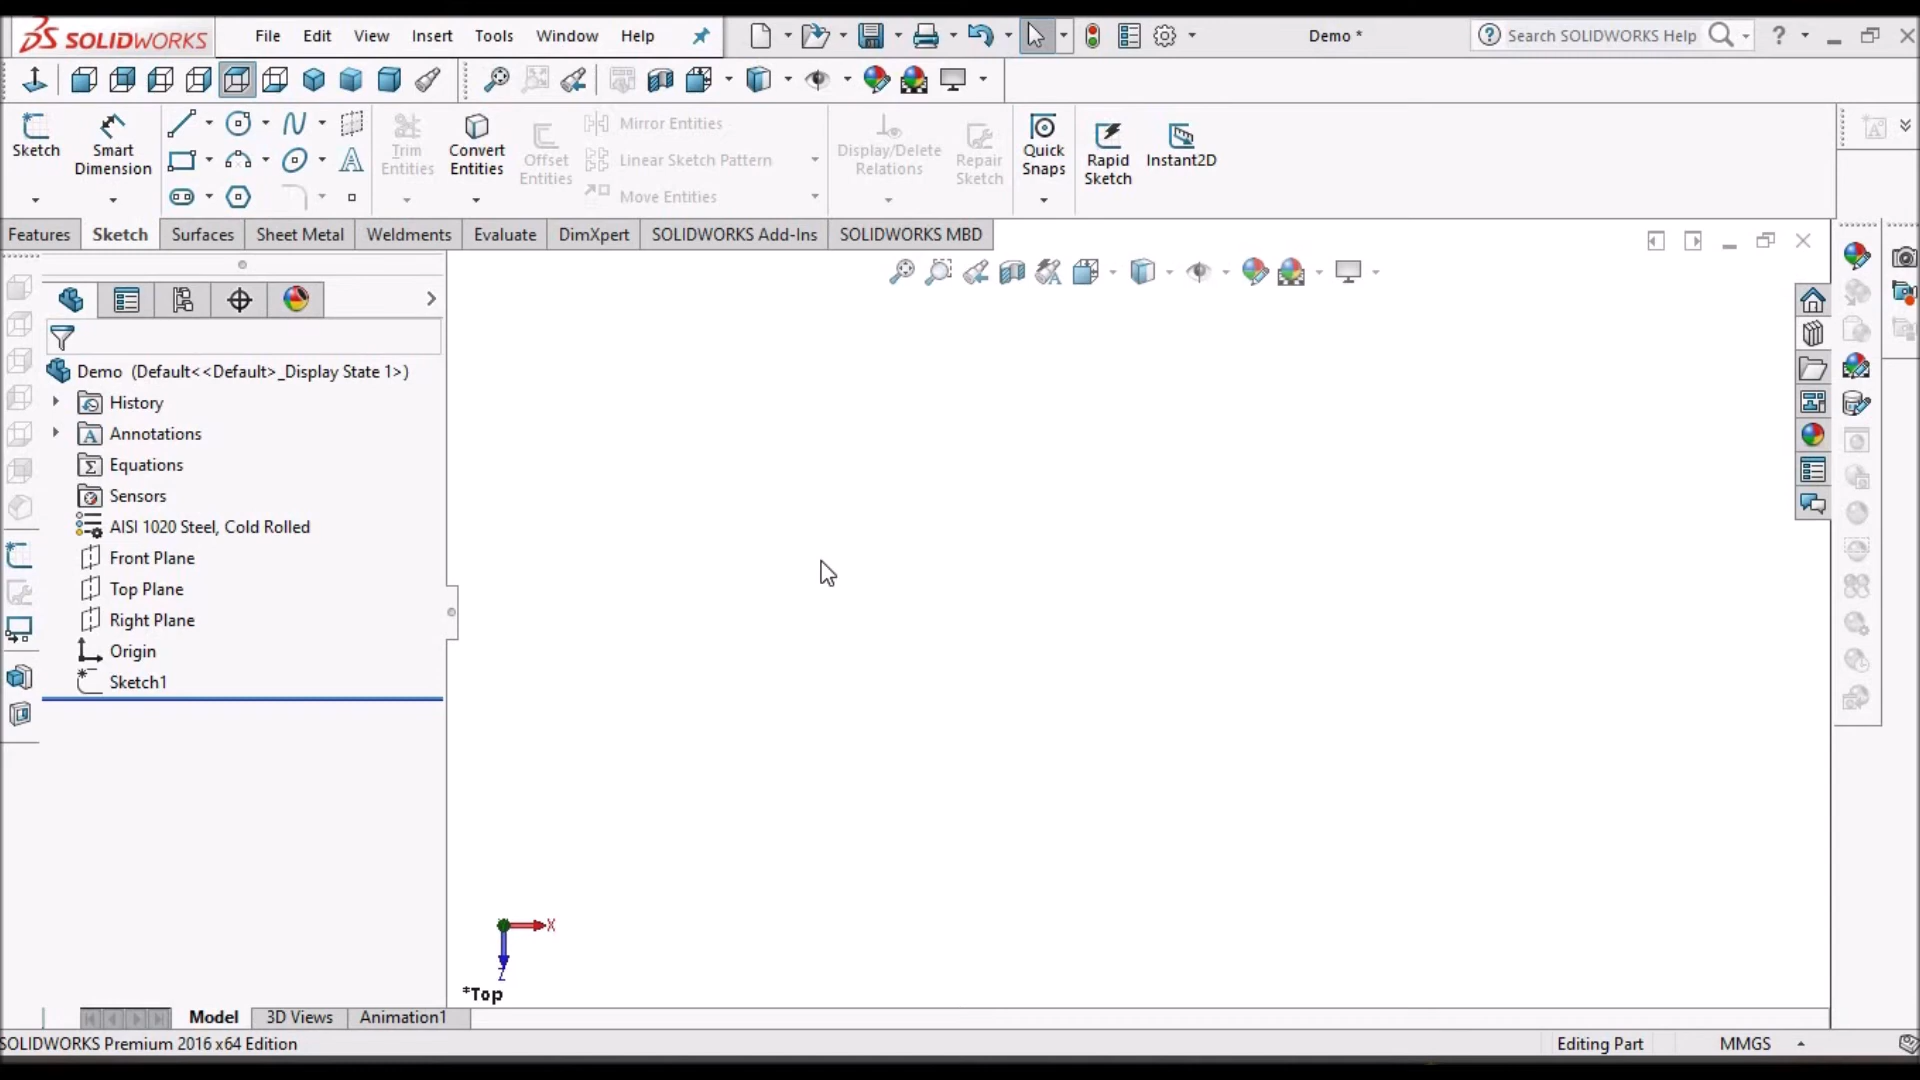 SOLIDWORKS File Edit View Insert Tools Window Help Demo * Search SOLIDWORKS Help ?
Sketch Smart Dimension Trim Entities Convert Entities Offset Entities Mirror Entities Linear Sketch Pattern Move Entities Display/Delete Relations Repair Sketch Quick Snaps Rapid Sketch Instant2D
Features Sketch Surfaces Sheet Metal Weldments Evaluate DimXpert SOLIDWORKS Add-Ins SOLIDWORKS MBD
Demo (Default<<Default>_Display State 1>)
History
Annotations
Equations
Sensors
AISI 1020 Steel, Cold Rolled
Front Plane
Top Plane
Right Plane
Origin
Sketch1
X
Z
*Top
Model 3D Views Animation1
SOLIDWORKS Premium 2016 x64 Edition Editing Part MMGS